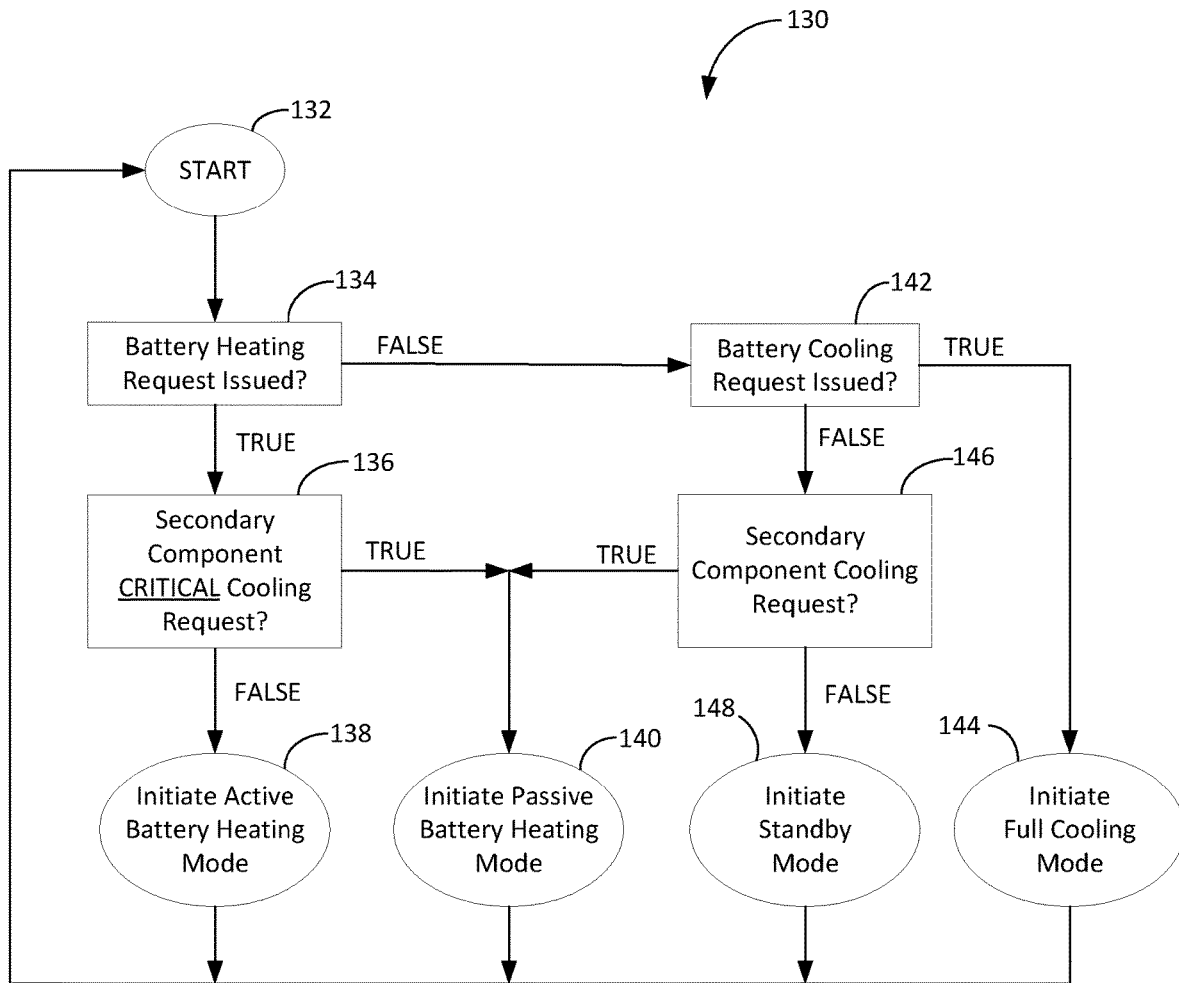 130
132
START
134
Battery Heating
Request Issued?
FALSE
142
Battery Cooling
Request Issued?
TRUE
TRUE
FALSE
136
Secondary
Component
CRITICAL Cooling
Request?
TRUE
TRUE
146
Secondary
Component Cooling
Request?
FALSE
FALSE
138
Initiate Active
Battery Heating
Mode
140
Initiate Passive
Battery Heating
Mode
148
Initiate
Standby
Mode
144
Initiate
Full Cooling
Mode